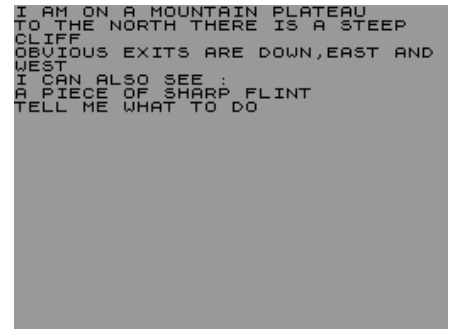 I AM ON A MOUNTAIN PLATEAU
TO THE NORTH THERE IS A STEEP
CLIFF
OBVIOUS EXITS ARE DOWN,EAST AND
WEST
I CAN ALSO SEE :
A PIECE OF SHARP FLINT
TELL ME WHAT TO DO